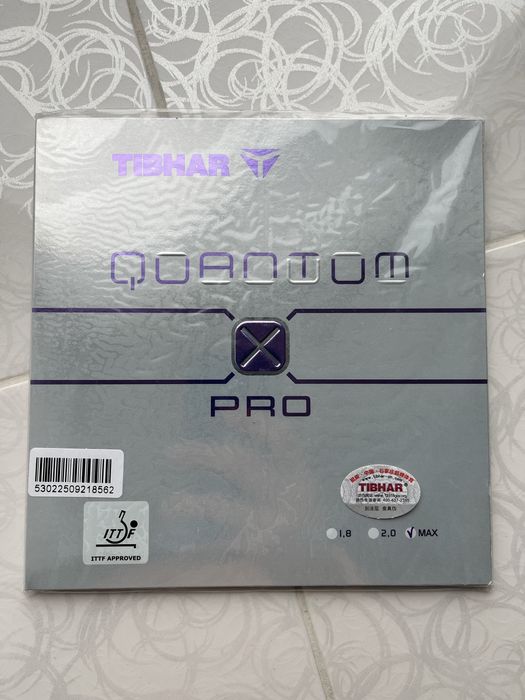 TIBHAR
QUANTUM
X
PRO
53022509218562
ITTF
ITTF APPROVED
TIBHAR
1,8
2,0
MAX